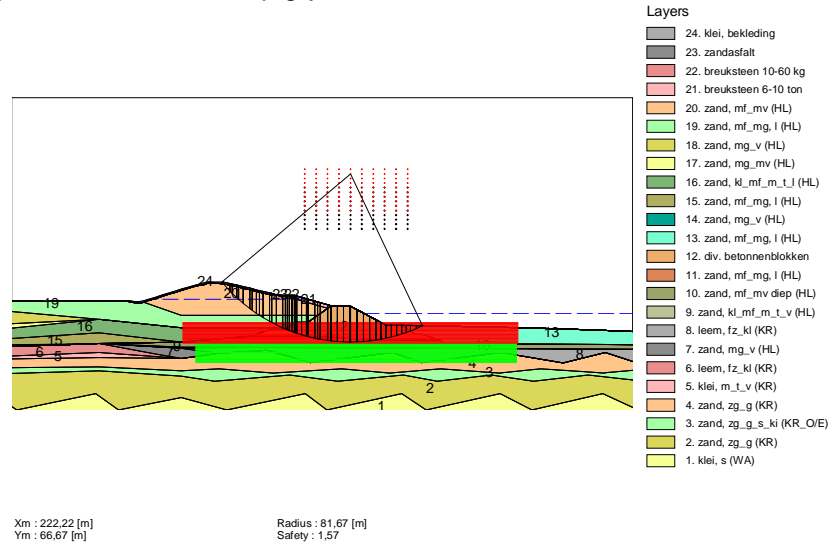 Layers
24. klei, bekleding
23. zandasfalt
22. breuksteen 10-60 kg
21. breuksteen 6-10 ton
20. zand, mf_mv (HL)
19. zand, mf_mg, l (HL)
18. zand, mg_v (HL)
17. zand, mg_mv (HL)
16. zand, kl_mf_m_t_l (HL)
15. zand, mf_mg, l (HL)
14. zand, mg_v (HL)
13. zand, mf_mg, l (HL)
12. div. betonnenblokken
11. zand, mf_mg, l (HL)
10. zand, mf_mv diep (HL)
9. zand, kl_mf_m_t_v (HL)
8. leem, fz_kl (KR)
7. zand, mg_v (HL)
6. leem, fz_kl (KR)
5. klei, m_t_v (KR)
4. zand, zg_g (KR)
3. zand, zg_g_s_ki (KR_O/E)
2. zand, zg_g (KR)
1. klei, s (WA)
24
19
21
16
13
15
6
5
8
4
3
2
1
Xm : 222,22 [m]
Ym : 66,67 [m]
Radius : 81,67 [m]
Safety : 1,57